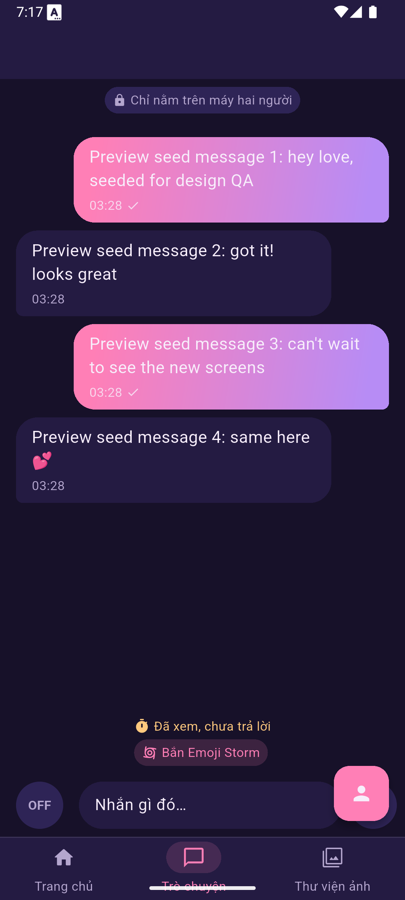 7:17 A
Chỉ nằm trên máy hai người
Preview seed message 1: hey love,
seeded for design QA
03:28
Preview seed message 2: got it!
looks great
03:28
Preview seed message 3: can't wait
to see the new screens
03:28
Preview seed message 4: same here
💕
03:28
Đã xem, chưa trả lời
Bắn Emoji Storm
OFF
Nhắn gì đó…
Trang chủ
Trò chuyện
Thư viện ảnh